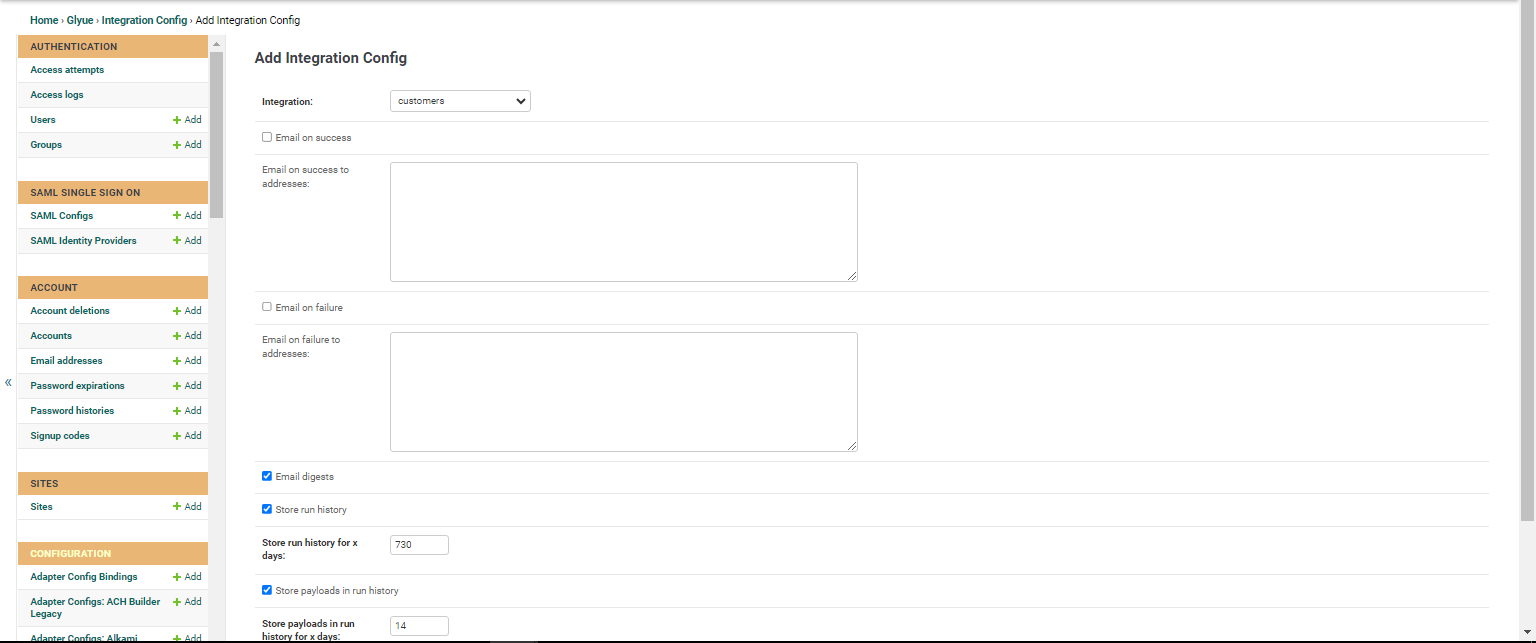 Home › Glyue › Integration Config › Add Integration Config
AUTHENTICATION
Access attempts
Access logs
Users + Add
Groups + Add
SAML SINGLE SIGN ON
SAML Configs + Add
SAML Identity Providers + Add
ACCOUNT
Account deletions + Add
Accounts + Add
Email addresses + Add
Password expirations + Add
Password histories + Add
Signup codes + Add
SITES
Sites + Add
CONFIGURATION
Adapter Config Bindings + Add
Adapter Configs: ACH Builder + Add
Legacy
Adapter Configs: Alkami + Add
«
Add Integration Config
Integration: customers
Email on success
Email on success to
addresses:
Email on failure
Email on failure to
addresses:
Email digests
Store run history
Store run history for x
days: 730
Store payloads in run history
Store payloads in run
history for x days: 14